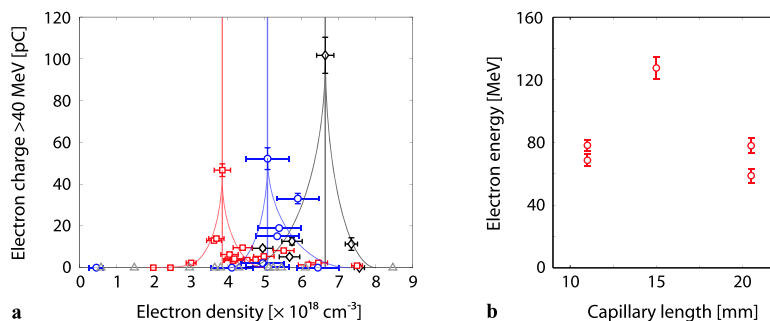 120
100
80
60
40
20
0
Electron charge >40 MeV [pC]
0 1 2 3 4 5 6 7 8 9
Electron density [× 10¹⁸ cm⁻³]
a
160
120
80
40
0
Electron energy [MeV]
10 15 20
Capillary length [mm]
b